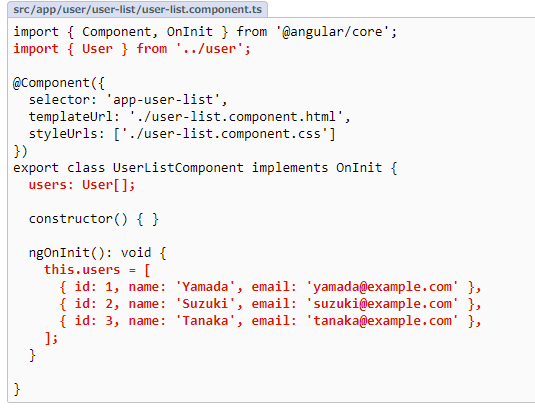 src/app/user/user-list/user-list.component.ts
import { Component, OnInit } from '@angular/core';
import { User } from '../user';

@Component({
  selector: 'app-user-list',
  templateUrl: './user-list.component.html',
  styleUrls: ['./user-list.component.css']
})
export class UserListComponent implements OnInit {
  users: User[];

  constructor() { }

  ngOnInit(): void {
    this.users = [
      { id: 1, name: 'Yamada', email: 'yamada@example.com' },
      { id: 2, name: 'Suzuki', email: 'suzuki@example.com' },
      { id: 3, name: 'Tanaka', email: 'tanaka@example.com' },
    ];
  }

}